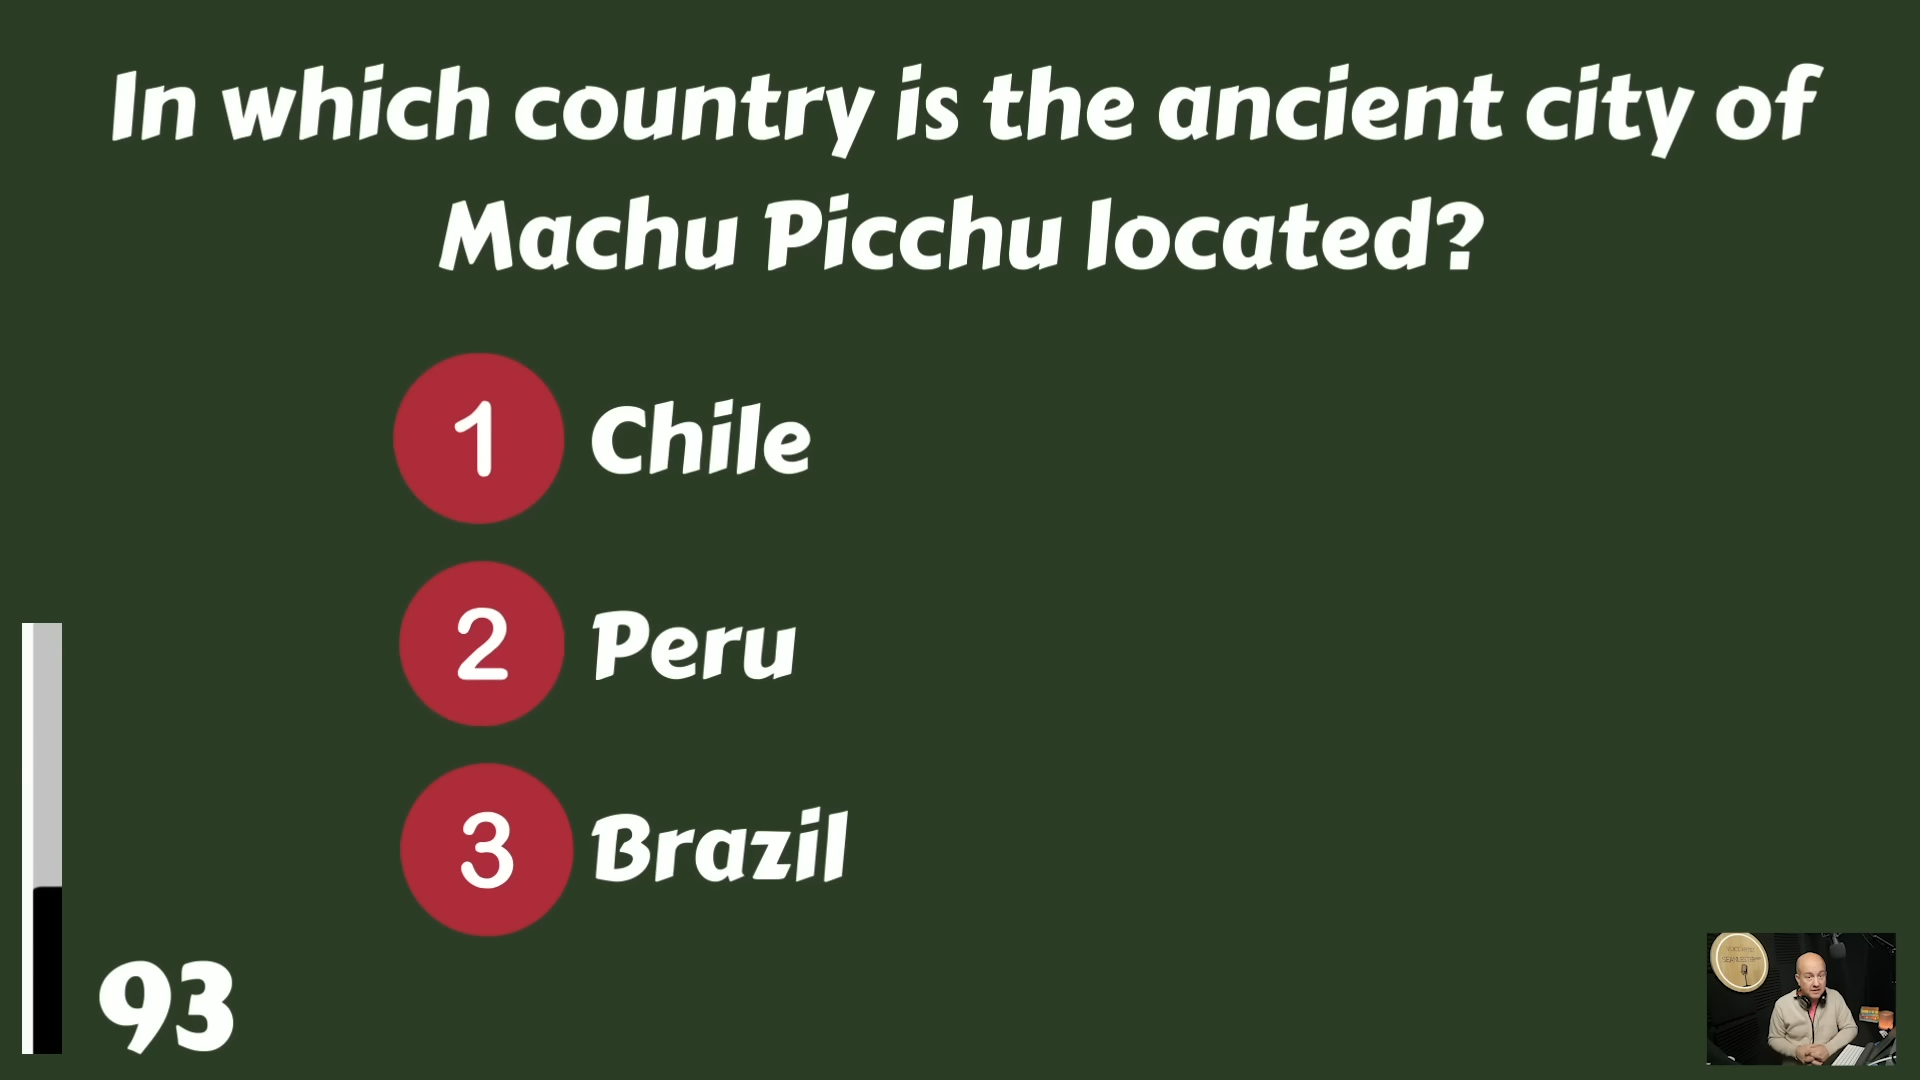 In which country is the ancient city of
Machu Picchu located?
1 Chile
2 Peru
3 Brazil
93